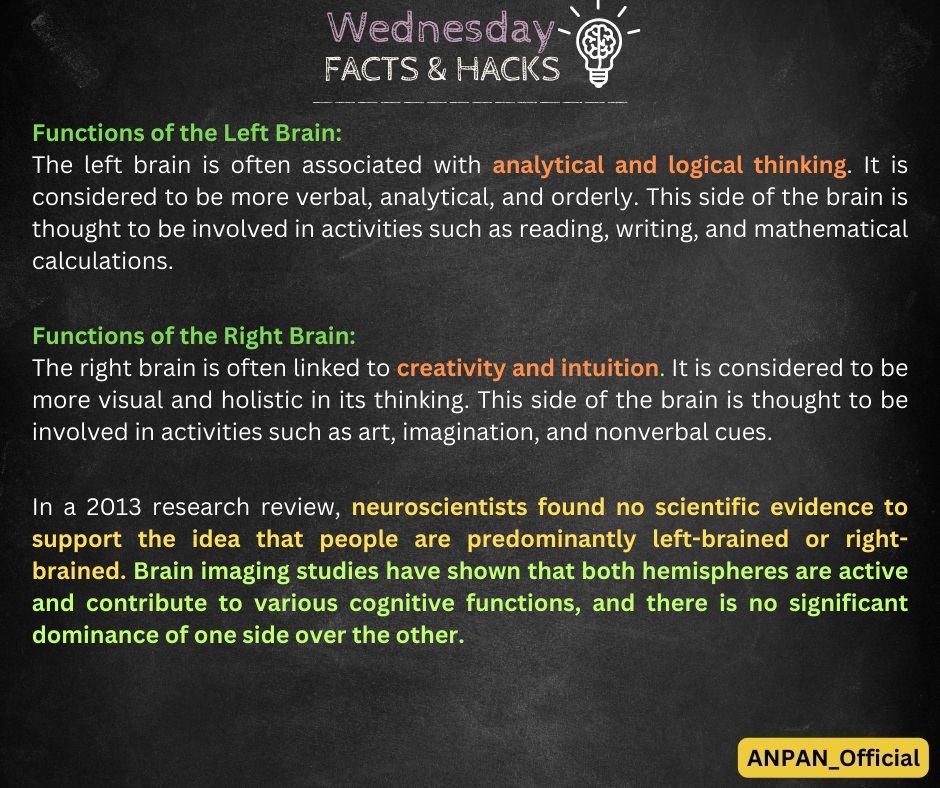 Wednesday
FACTS & HACKS
Functions of the Left Brain:
The left brain is often associated with analytical and logical thinking. It is
considered to be more verbal, analytical, and orderly. This side of the brain is
thought to be involved in activities such as reading, writing, and mathematical
calculations.
Functions of the Right Brain:
The right brain is often linked to creativity and intuition. It is considered to be
more visual and holistic in its thinking. This side of the brain is thought to be
involved in activities such as art, imagination, and nonverbal cues.
In a 2013 research review, neuroscientists found no scientific evidence to
support the idea that people are predominantly left-brained or right-
brained. Brain imaging studies have shown that both hemispheres are active
and contribute to various cognitive functions, and there is no significant
dominance of one side over the other.
ANPAN_Official